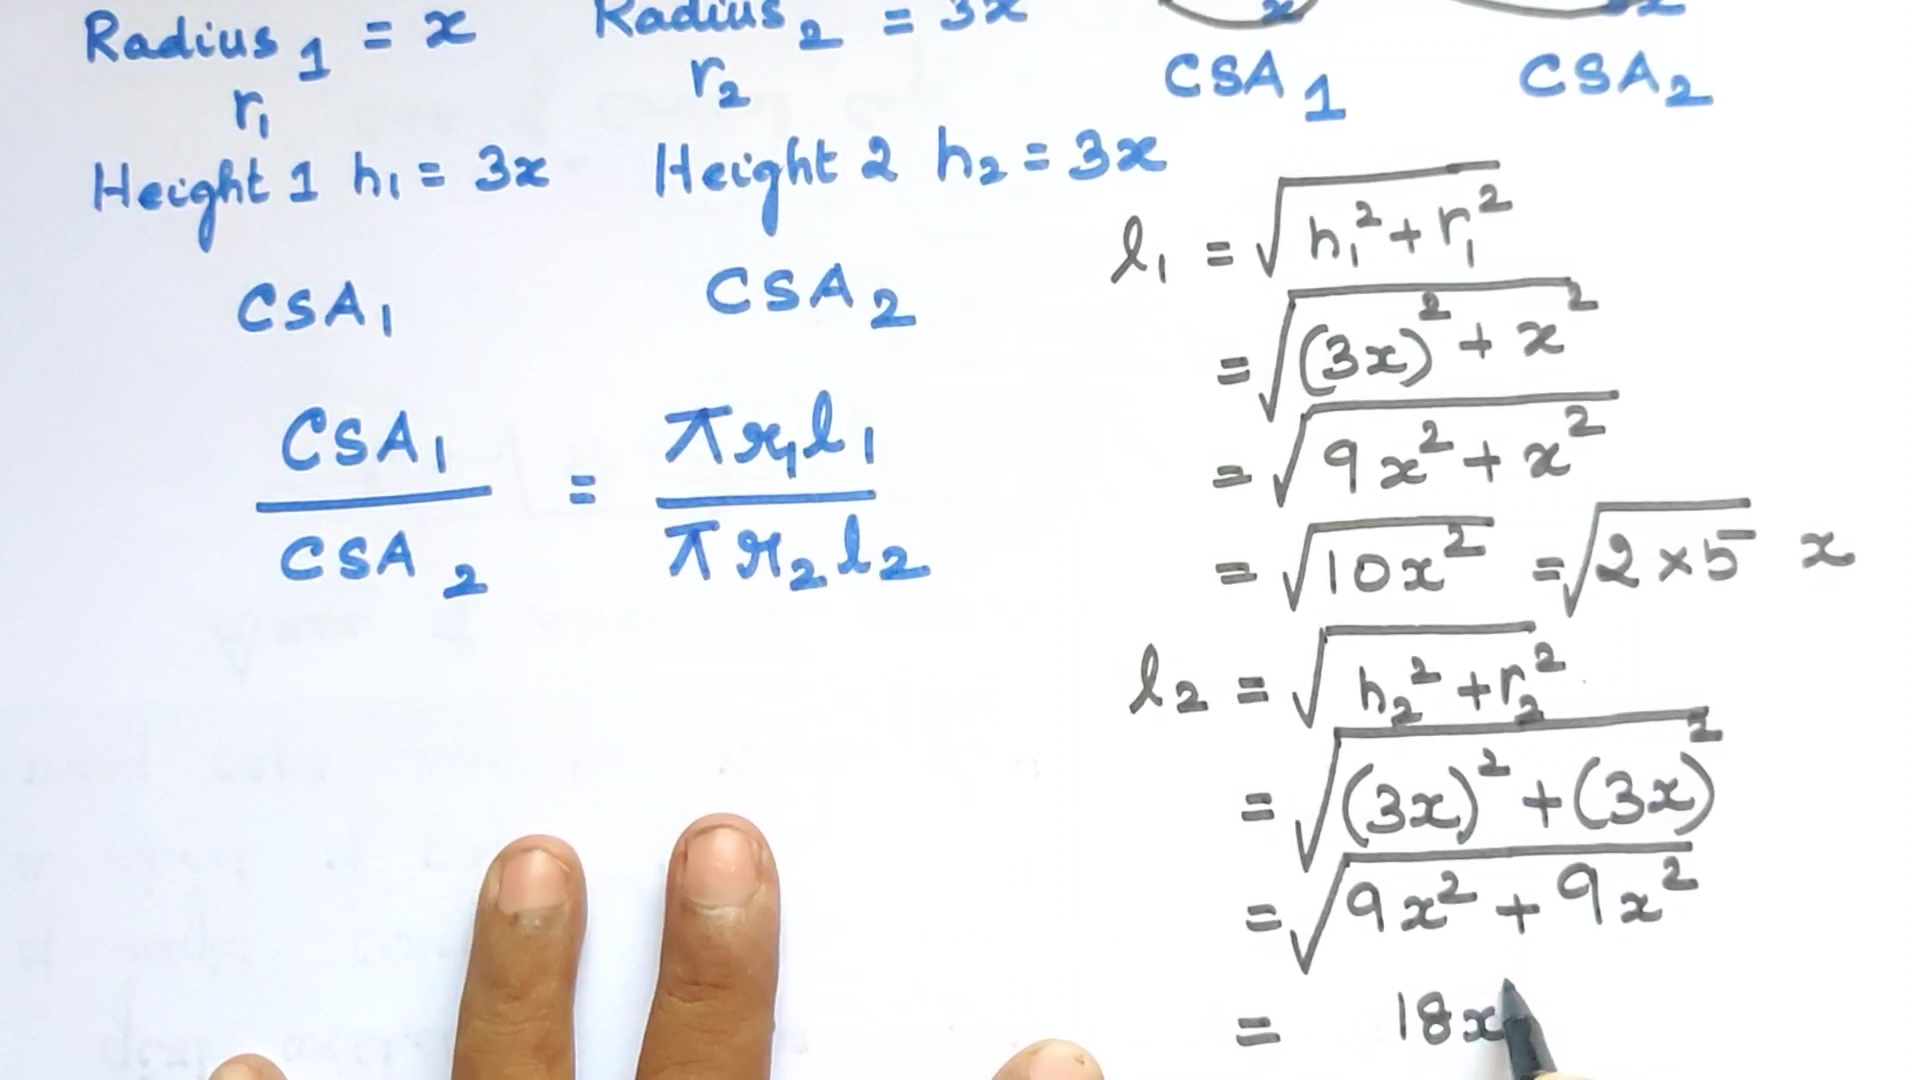 Radius 1 = x
r1
Radius 2 = 3x
r2
Height 1 h1 = 3x
Height 2 h2 = 3x
CSA1
CSA2
CSA1 / CSA2 = πr1l1 / πr2l2
x
CSA 1
CSA2
l1 = √(h1² + r1²)
= √((3x)² + x²)
= √(9x² + x²)
= √(10x²) = √(2×5) x
l2 = √(h2² + r2²)
= √((3x)² + (3x)²)
= √(9x² + 9x²)
= 18x